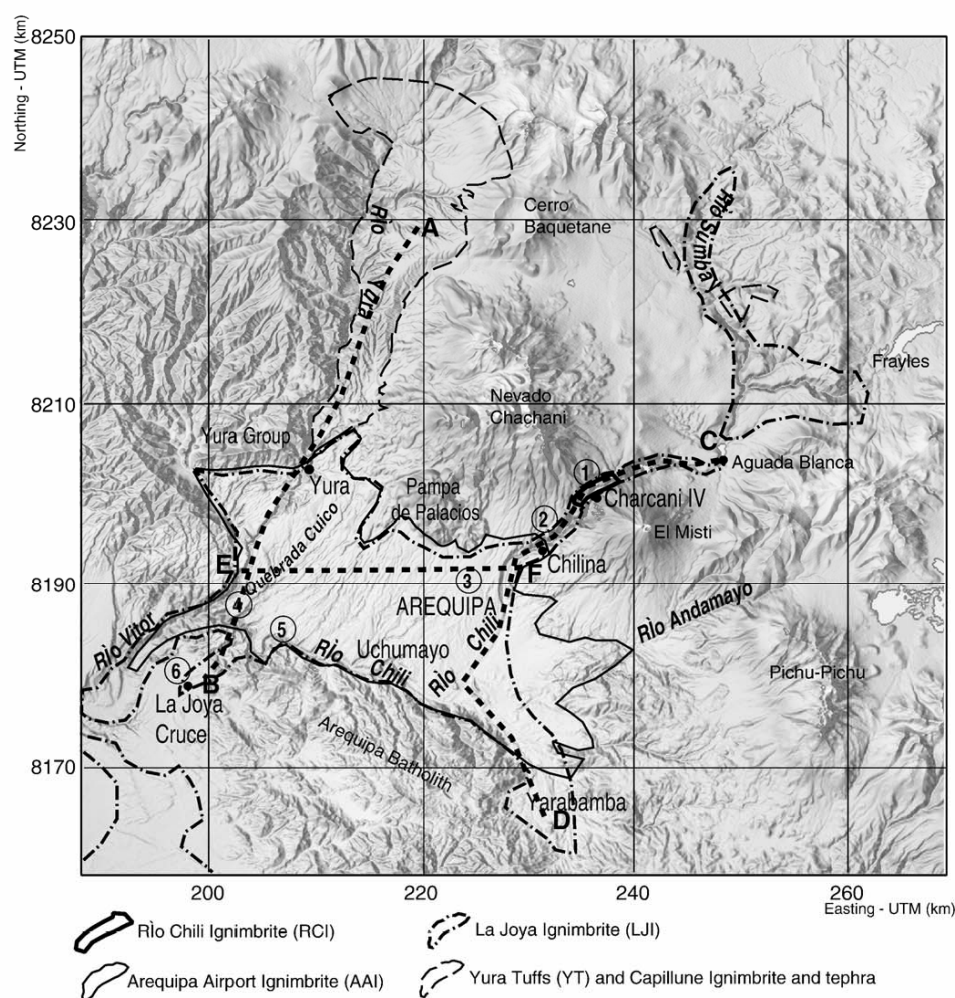 8250
Northing - UTM (km)
Cerro
Baquetane
Rìo
A
Yura
Rìo Sumbay
8230
Frayles
8210
Nevado
Chachani
Yura Group
C
Aguada Blanca
1
Yura
Pampa
de Palacios
Charcani IV
El Misti
2
Chilina
Quebrada Cuico
E
F
8190
3
AREQUIPA
Rìo Andamayo
4
5
Rìo Vitor
Uchumayo
Rìo Chili
Rìo Chili
6
B
La Joya
Cruce
Pichu-Pichu
Arequipa Batholith
8170
Yarabamba
D
200
220
240
260
Easting - UTM (km)
RÌo Chili Ignimbrite (RCI)
La Joya Ignimbrite (LJI)
Arequipa Airport Ignimbrite (AAI)
Yura Tuffs (YT) and Capillune Ignimbrite and tephra